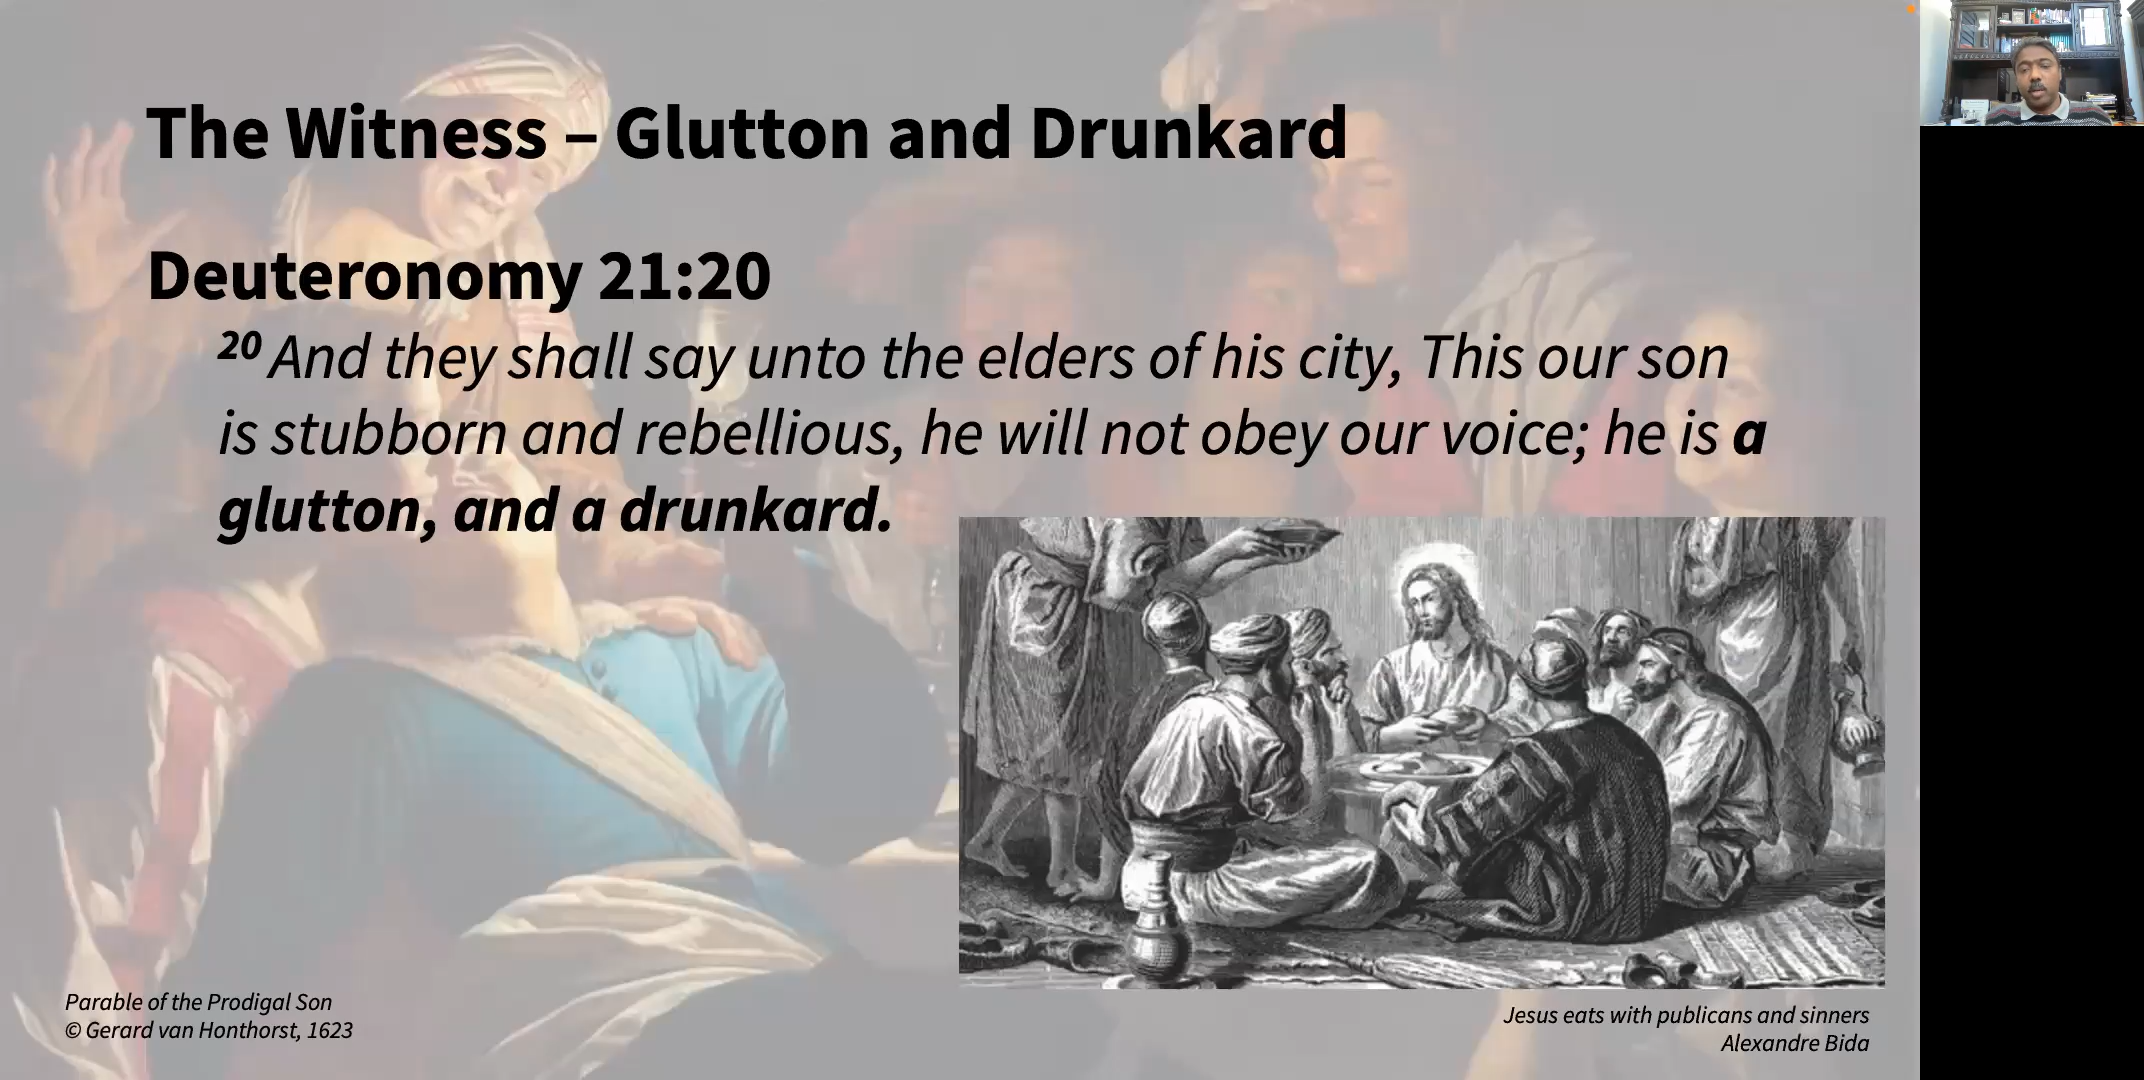 The Witness – Glutton and Drunkard
Deuteronomy 21:20
20 And they shall say unto the elders of his city, This our son
is stubborn and rebellious, he will not obey our voice; he is a
glutton, and a drunkard.
Parable of the Prodigal Son
© Gerard van Honthorst, 1623
Jesus eats with publicans and sinners
Alexandre Bida